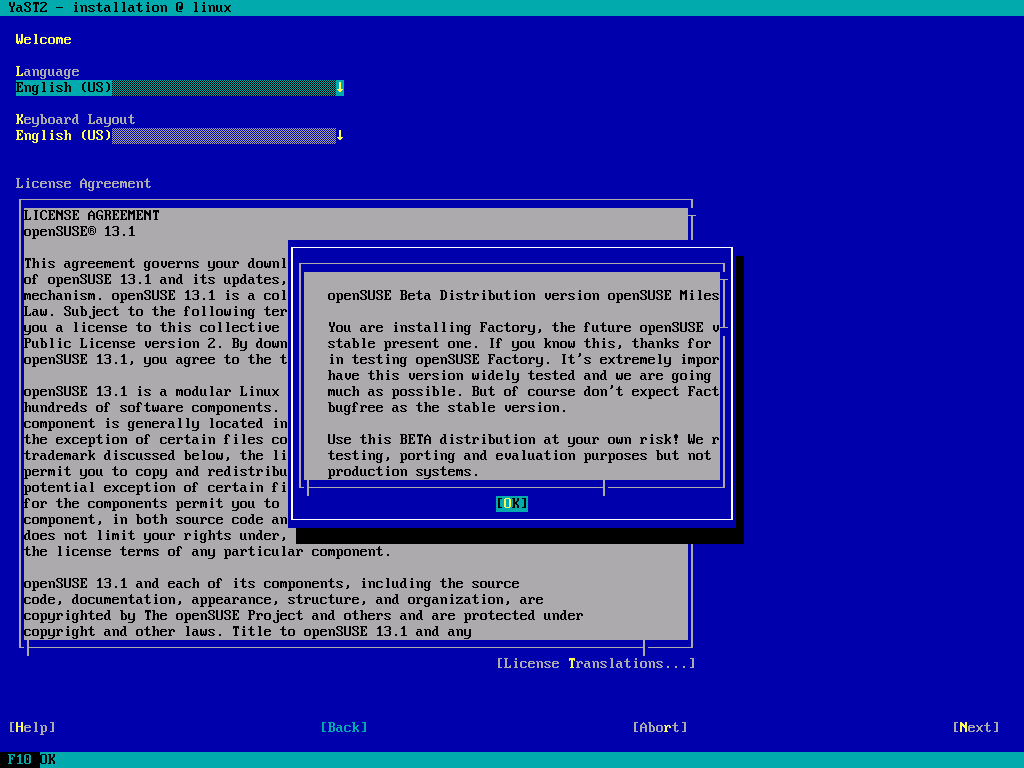 YaST2 - installation @ linux
Welcome
Language
English (US)↓
Keyboard Layout
English (US)↓
License Agreement
LICENSE AGREEMENT
openSUSE® 13.1
This agreement governs your downl
of openSUSE 13.1 and its updates,
mechanism. openSUSE 13.1 is a col
Law. Subject to the following ter
you a license to this collective
Public License version 2. By down
openSUSE 13.1, you agree to the t
openSUSE 13.1 is a modular Linux
hundreds of software components.
component is generally located in
the exception of certain files co
trademark discussed below, the li
permit you to copy and redistribu
potential exception of certain fi
for the components permit you to
component, in both source code an
does not limit your rights under,
the license terms of any particular component.
openSUSE 13.1 and each of its components, including the source
code, documentation, appearance, structure, and organization, are
copyrighted by The openSUSE Project and others and are protected under
copyright and other laws. Title to openSUSE 13.1 and any
openSUSE Beta Distribution version openSUSE Miles
You are installing Factory, the future openSUSE v
stable present one. If you know this, thanks for
in testing openSUSE Factory. It's extremely impor
have this version widely tested and we are going
much as possible. But of course don't expect Fact
bugfree as the stable version.
Use this BETA distribution at your own risk! We r
testing, porting and evaluation purposes but not
production systems.
[OK]
[License Translations...]
[Help] [Back] [Abort] [Next]
F10 OK